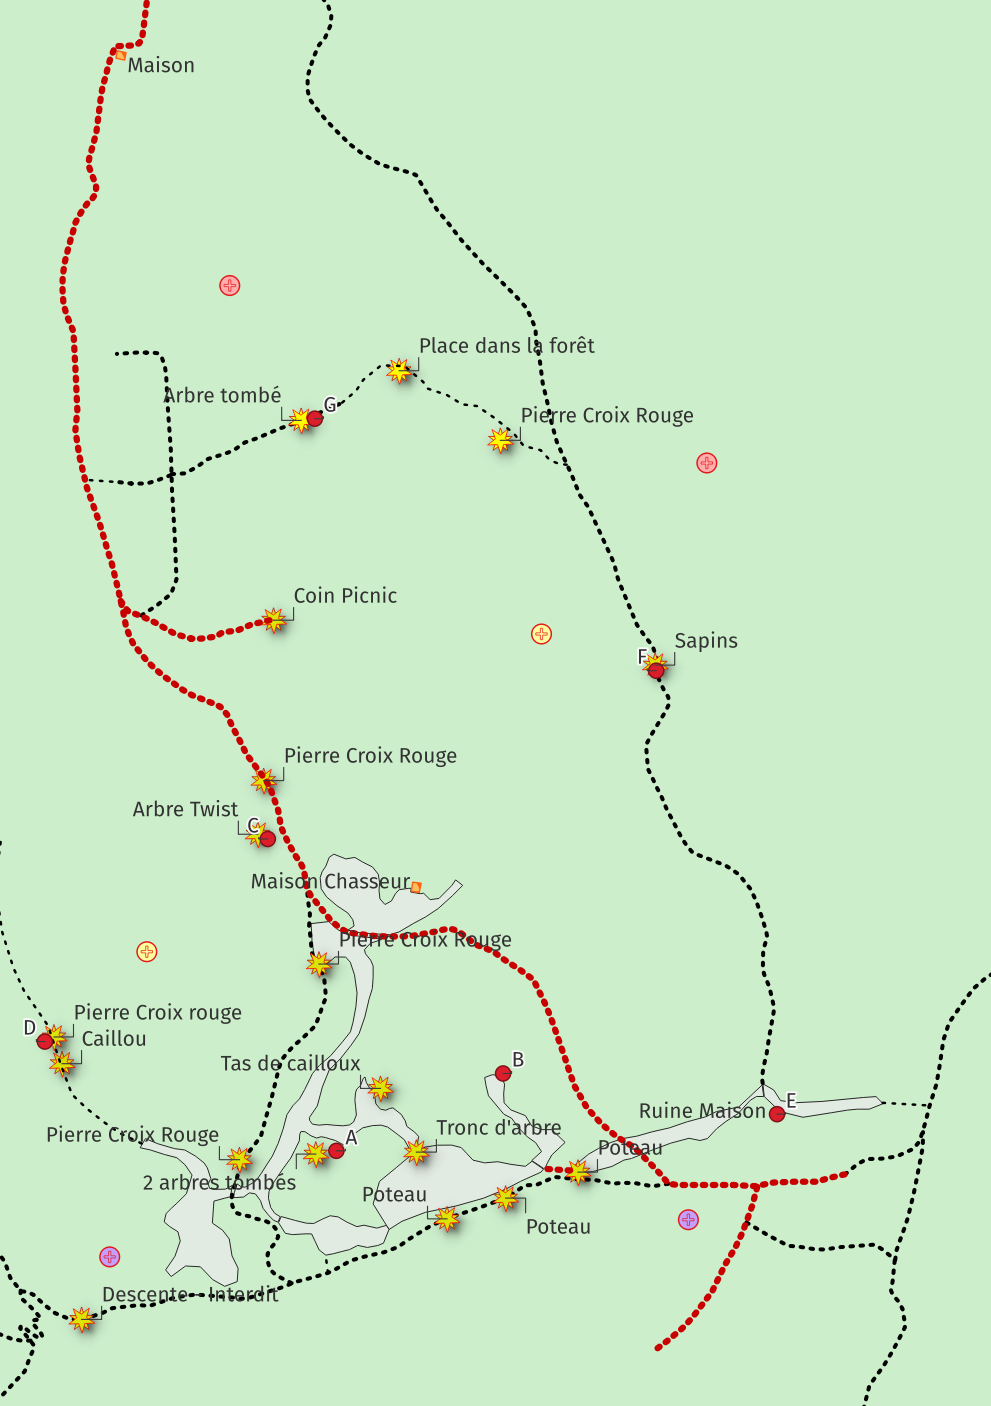 Maison
Place dans la forêt
Arbre tombé
G
Pierre Croix Rouge
Coin Picnic
F
Sapins
Pierre Croix Rouge
Arbre Twist
C
Maison Chasseur
Pierre Croix Rouge
Pierre Croix rouge
D
Caillou
Tas de cailloux
B
Ruine Maison
E
Pierre Croix Rouge
A
Tronc d'arbre
Poteau
2 arbres tombés
Poteau
Poteau
Descente - Interdit